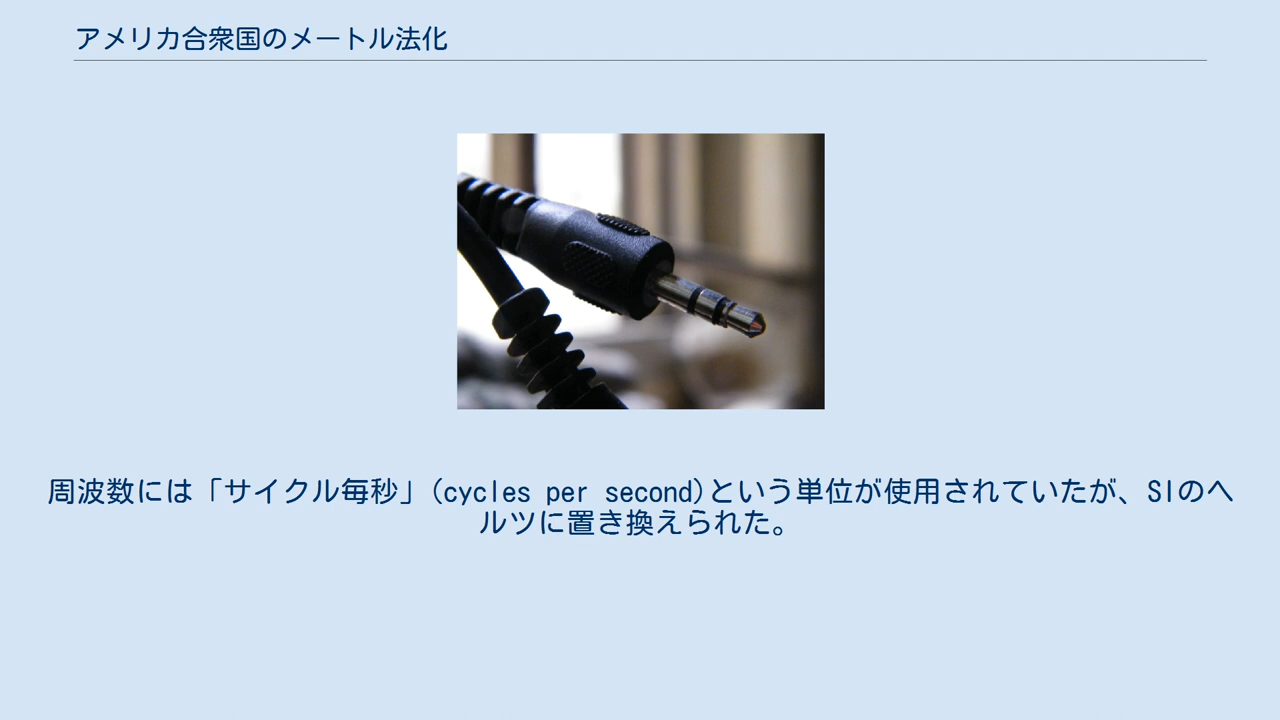 アメリカ合衆国のメートル法化
周波数には「サイクル毎秒」(cycles per second)という単位が使用されていたが、SIのヘ
ルツに置き換えられた。